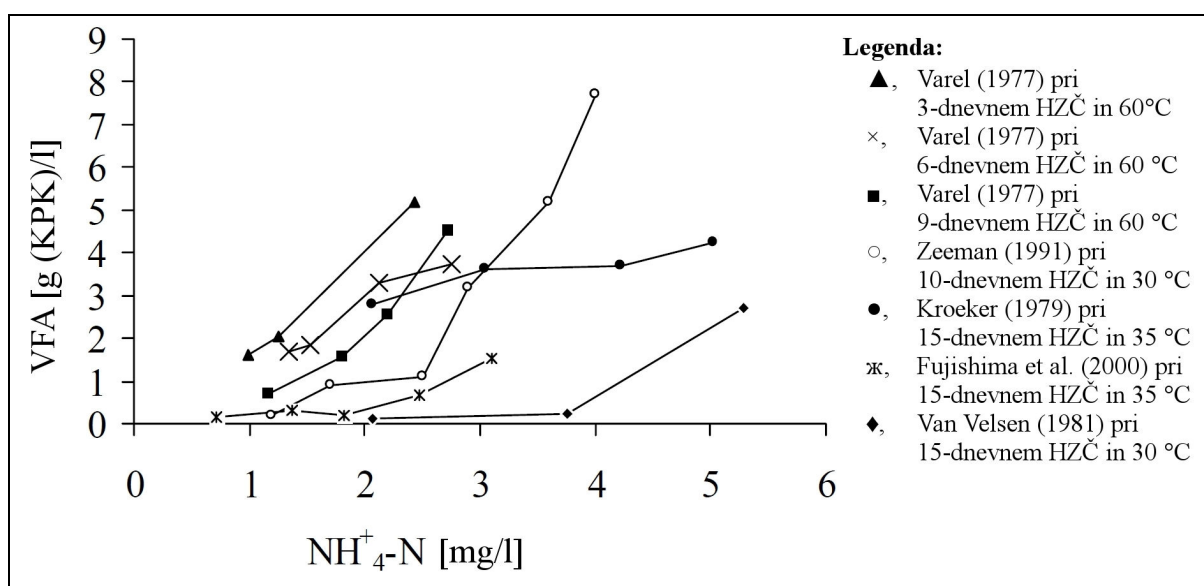 9
8
7
6
5
4
3
2
1
0
VFA [g (KPK)/l]
0 1 2 3 4 5 6
NH⁺₄-N [mg/l]
Legenda:
▲, Varel (1977) pri
3-dnevnem HZČ in 60°C
×, Varel (1977) pri
6-dnevnem HZČ in 60 °C
■, Varel (1977) pri
9-dnevnem HZČ in 60 °C
○, Zeeman (1991) pri
10-dnevnem HZČ in 30 °C
●, Kroeker (1979) pri
15-dnevnem HZČ in 35 °C
ж, Fujishima et al. (2000) pri
15-dnevnem HZČ in 35 °C
◆, Van Velsen (1981) pri
15-dnevnem HZČ in 30 °C